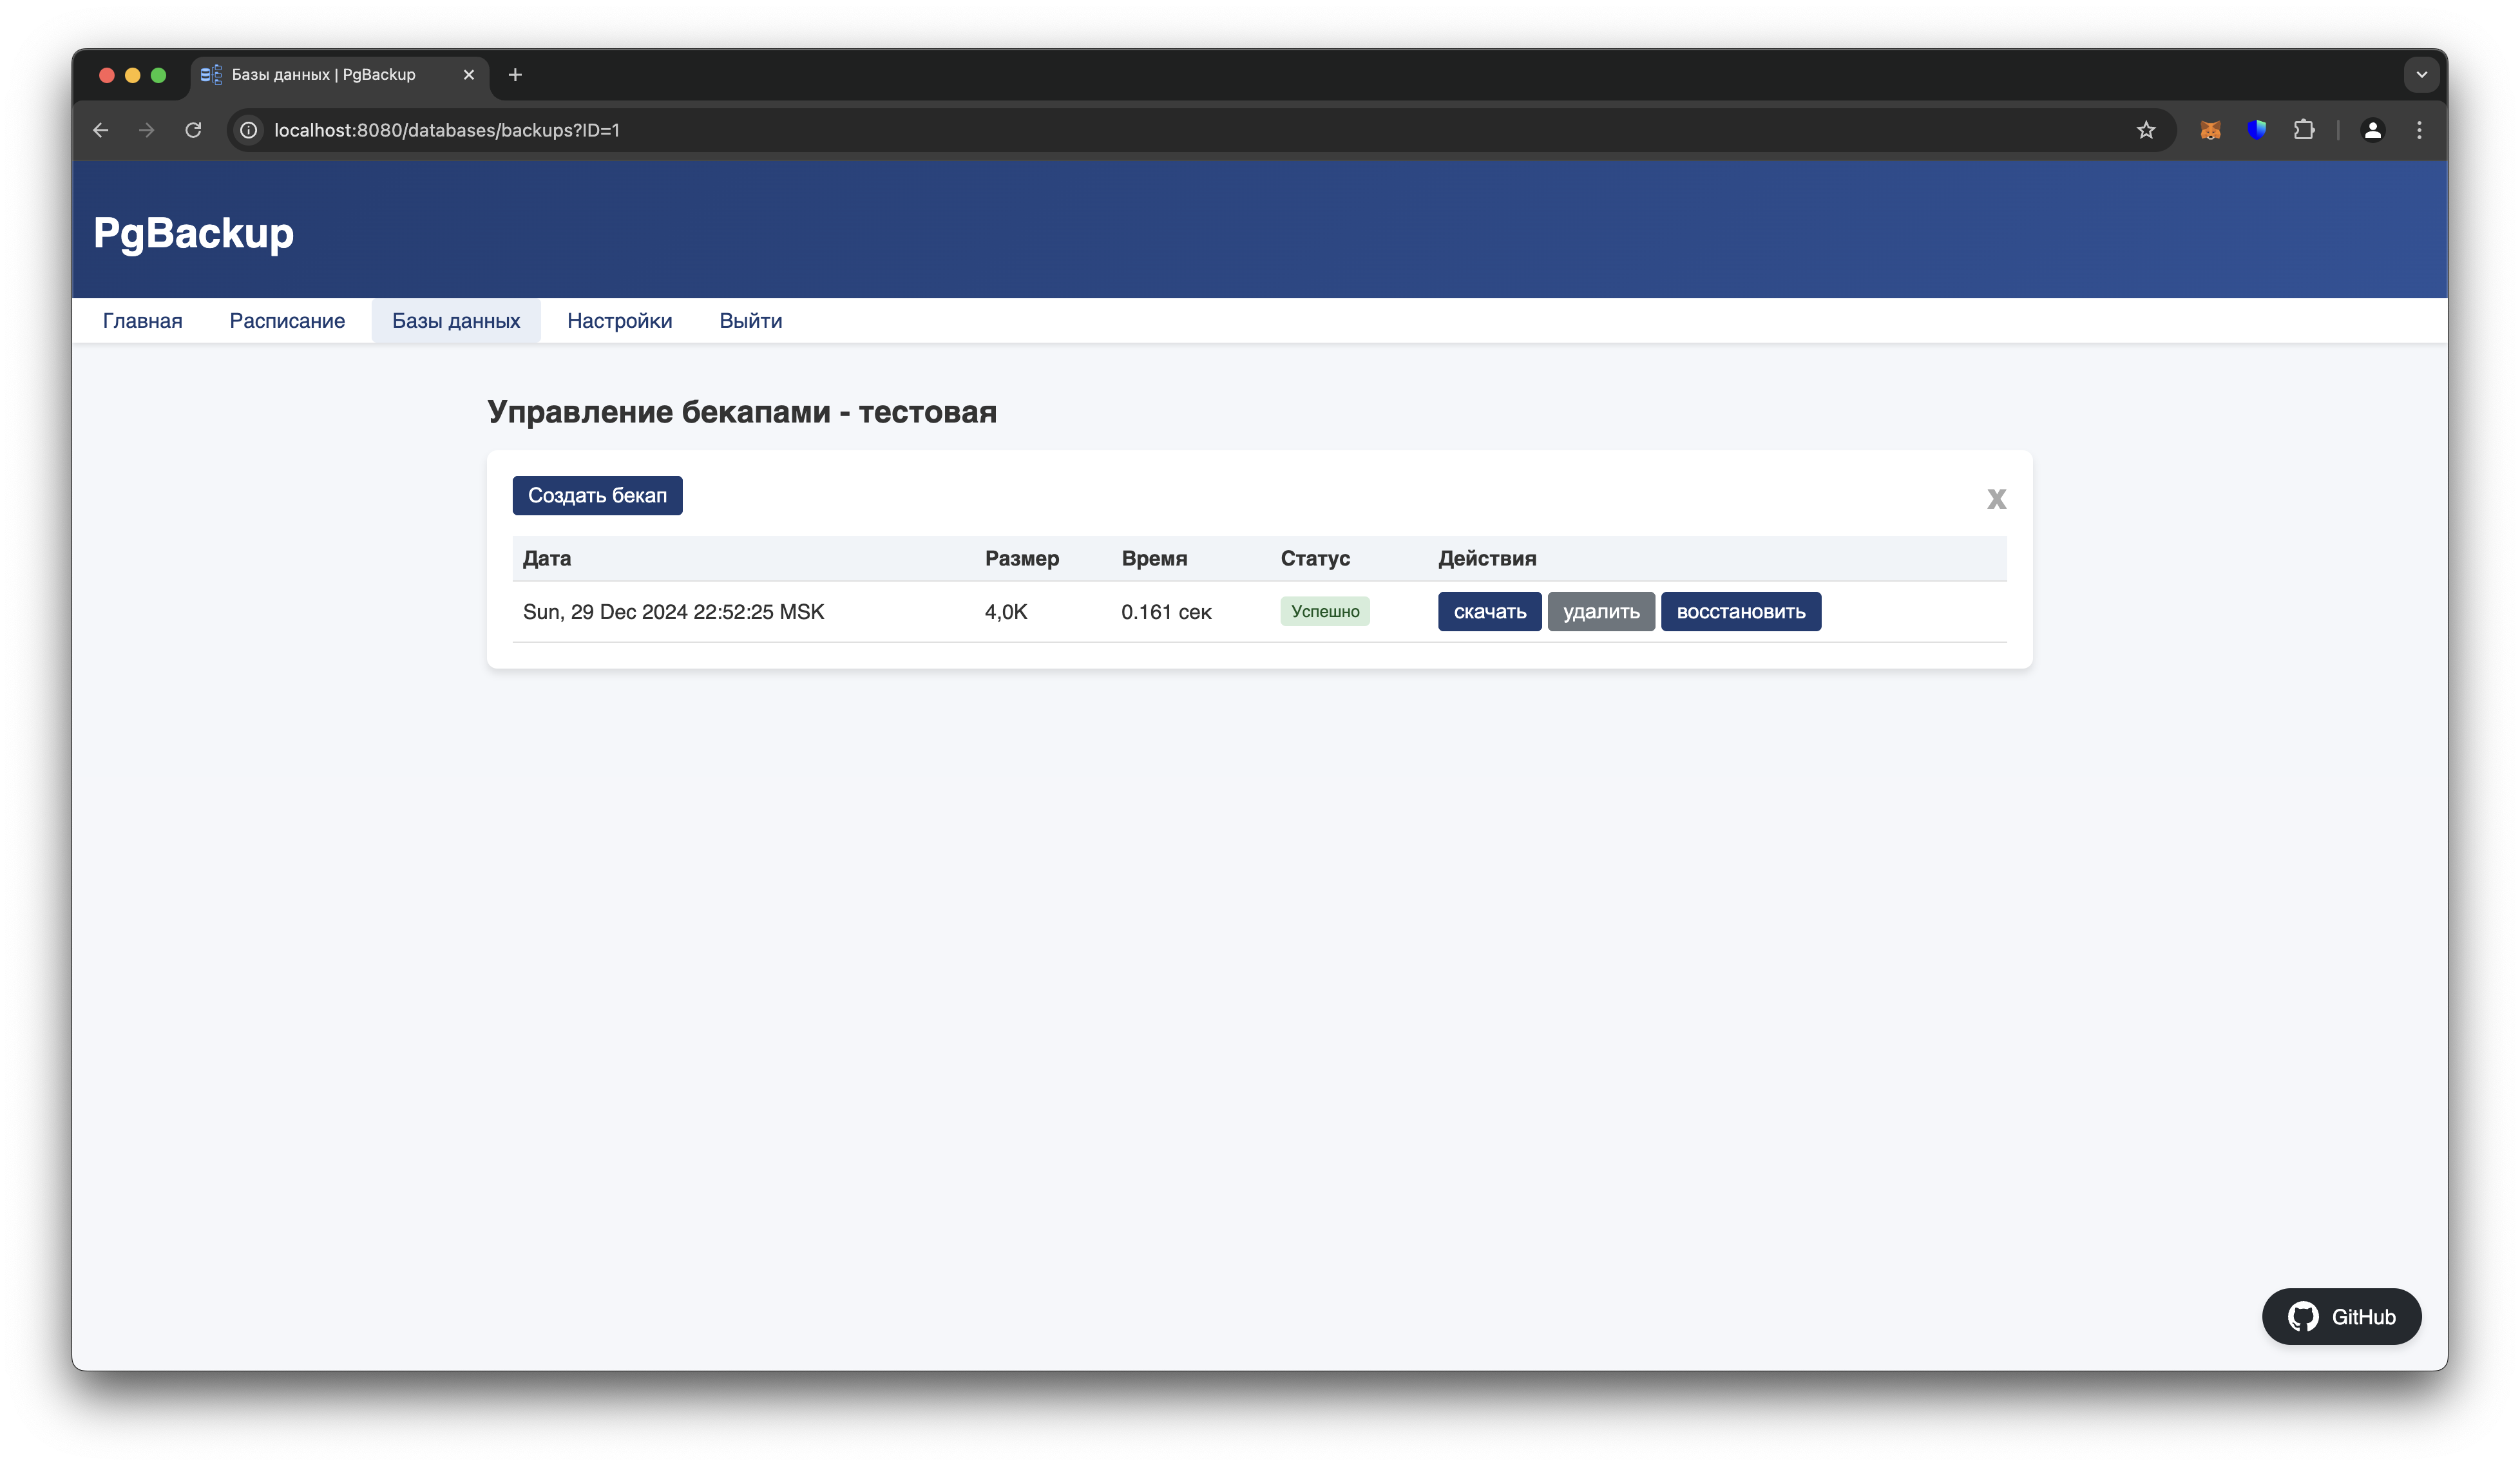 Базы данных | PgBackup
localhost:8080/databases/backups?ID=1
PgBackup
Главная Расписание Базы данных Настройки Выйти
Управление бекапами - тестовая
Создать бекап
x
Дата Размер Время Статус Действия
Sun, 29 Dec 2024 22:52:25 MSK 4,0K 0.161 сек Успешно скачать удалить восстановить
GitHub